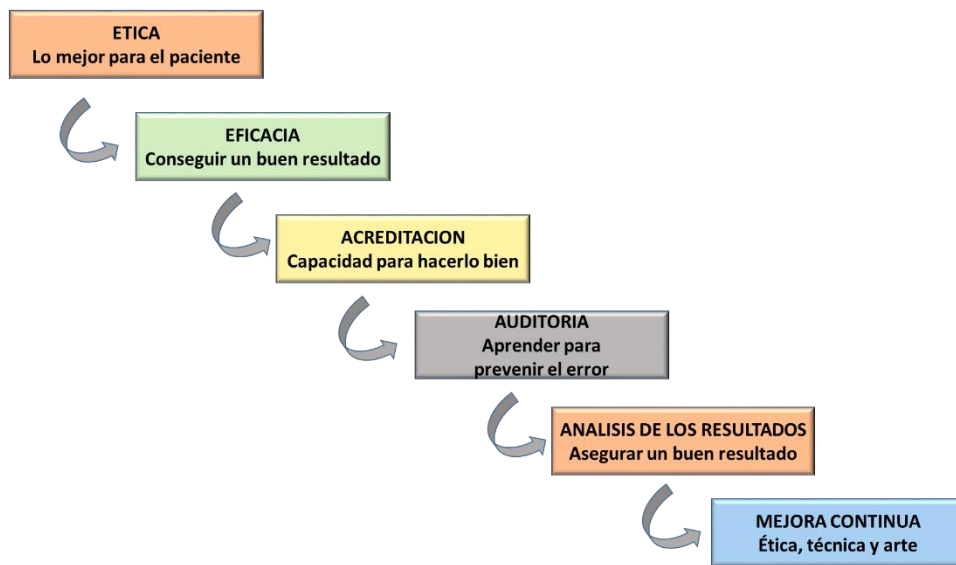 ETICA
Lo mejor para el paciente
EFICACIA
Conseguir un buen resultado
ACREDITACION
Capacidad para hacerlo bien
AUDITORIA
Aprender para
prevenir el error
ANALISIS DE LOS RESULTADOS
Asegurar un buen resultado
MEJORA CONTINUA
Ética, técnica y arte